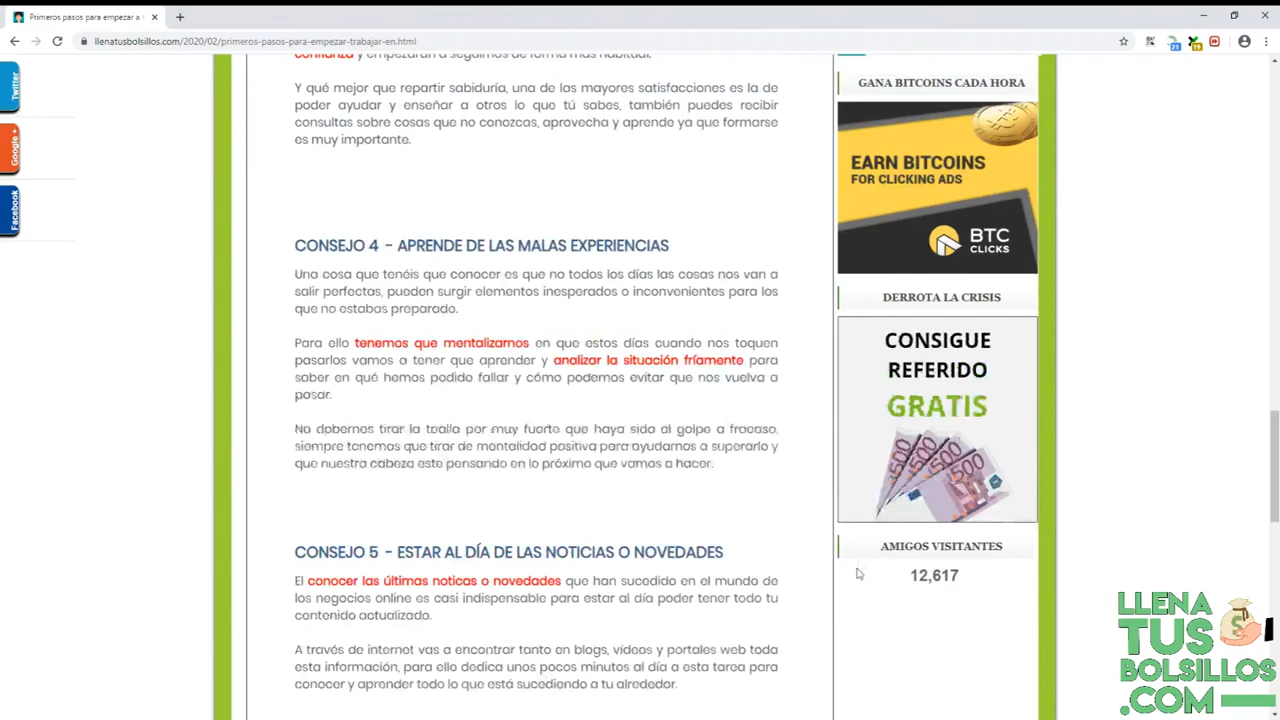 Primeros pasos para empezar a
llenatusbolsillos.com/2020/02/primeros-pasos-para-empezar-trabajar-en.html
Twitter
Google +
Facebook
confianza y empezarán a seguirnos de forma más habitual.
Y qué mejor que repartir sabiduría, una de las mayores satisfacciones es la de
poder ayudar y enseñar a otros lo que tú sabes, también puedes recibir
consultas sobre cosas que no conozcas, aprovecha y aprende ya que formarse
es muy importante.
CONSEJO 4 - APRENDE DE LAS MALAS EXPERIENCIAS
Una cosa que tenéis que conocer es que no todos los días las cosas nos van a
salir perfectas, pueden surgir elementos inesperados o inconvenientes para los
que no estabas preparado.
Para ello tenemos que mentalizarnos en que estos días cuando nos toquen
pasarlos vamos a tener que aprender y analizar la situación fríamente para
saber en qué hemos podido fallar y cómo podemos evitar que nos vuelva a
pasar.
No debemos tirar la toalla por muy fuerte que haya sido el golpe o fracaso,
siempre tenemos que tirar de mentalidad positiva para ayudarnos a superarlo y
que nuestra cabeza este pensando en lo próximo que vamos a hacer.
CONSEJO 5 - ESTAR AL DÍA DE LAS NOTICIAS O NOVEDADES
El conocer las últimas noticas o novedades que han sucedido en el mundo de
los negocios online es casi indispensable para estar al día poder tener todo tu
contenido actualizado.
A través de internet vas a encontrar tanto en blogs, vídeos y portales web toda
esta información, para ello dedica unos pocos minutos al día a esta tarea para
conocer y aprender todo lo que está sucediendo a tu alrededor.
GANA BITCOINS CADA HORA
EARN BITCOINS
FOR CLICKING ADS
BTC
CLICKS
DERROTA LA CRISIS
CONSIGUE
REFERIDO
GRATIS
500
500
500
500
AMIGOS VISITANTES
12,617
LLENA
TUS
BOLSILLOS
.COM